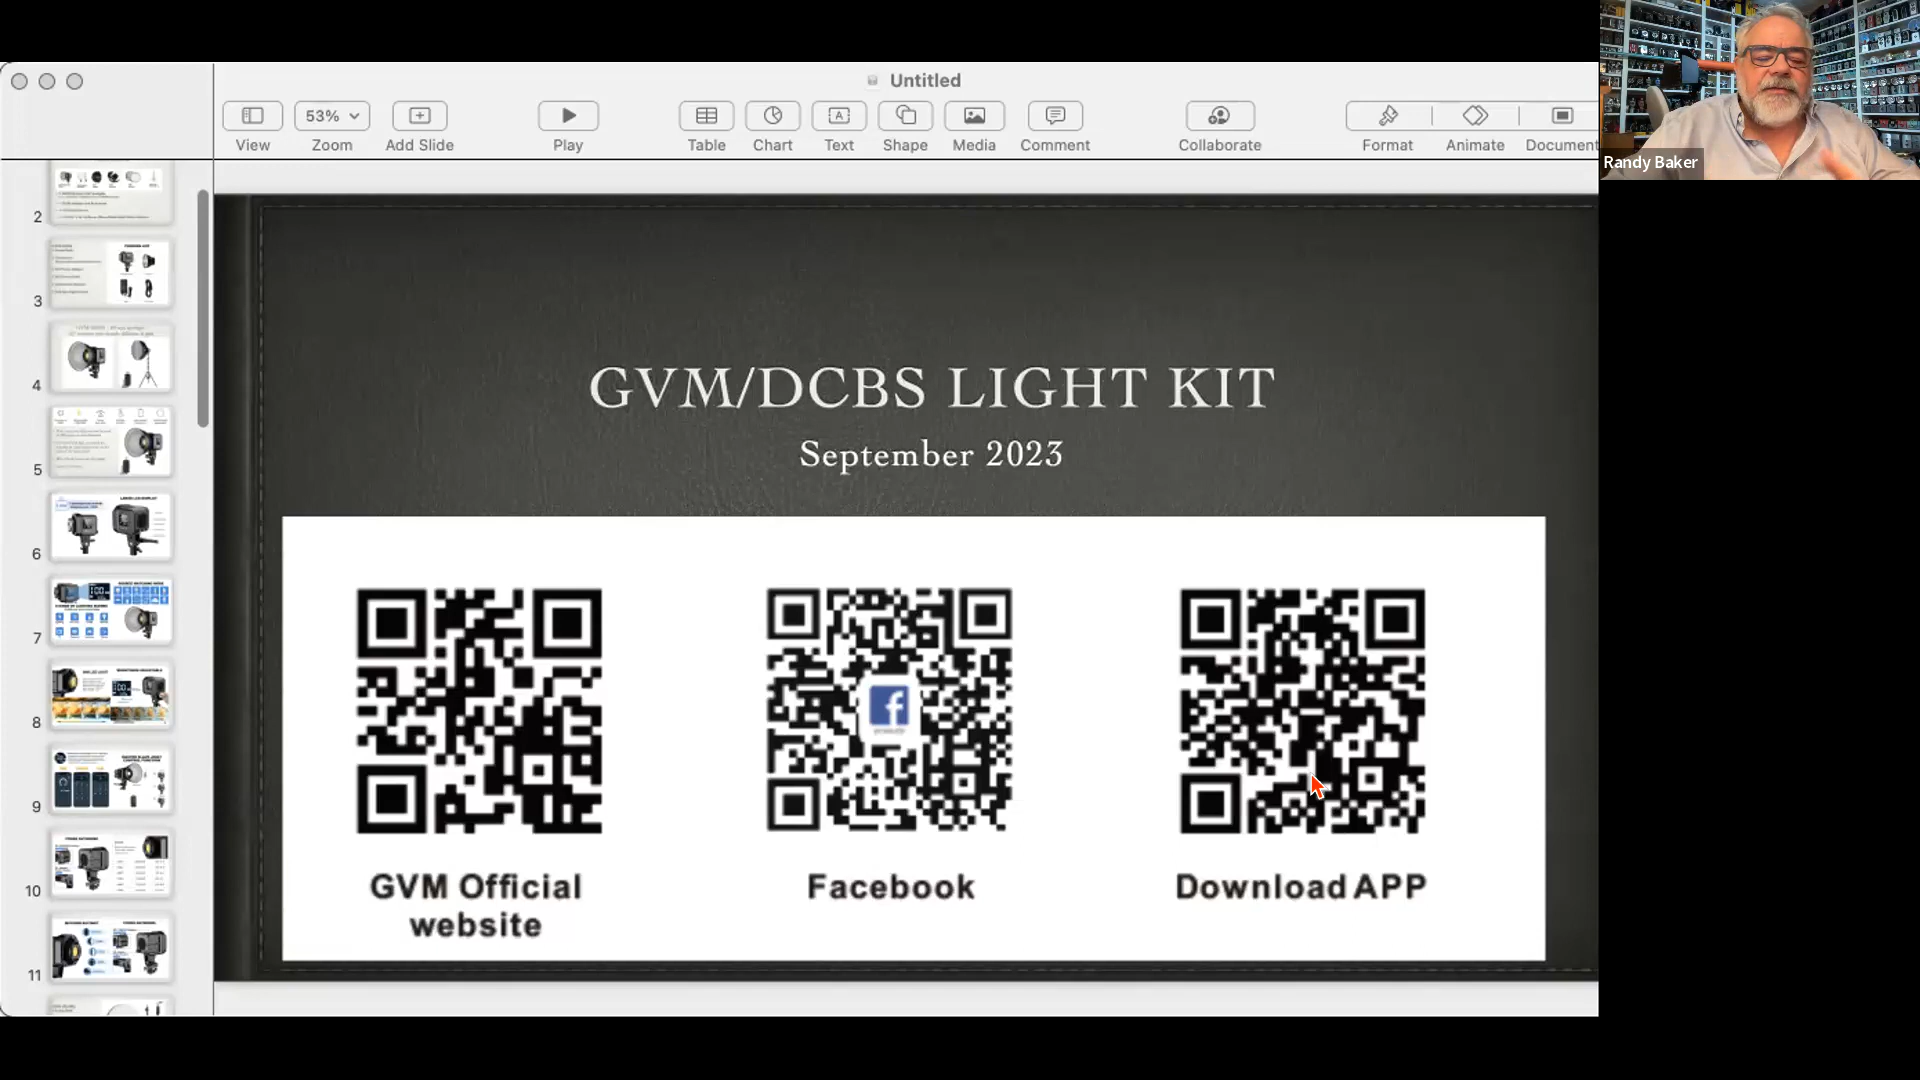 Untitled
53%
View
Zoom
Add Slide
Play
Table
Chart
Text
Shape
Media
Comment
Collaborate
Format
Animate
Document
Randy Baker
2
3
4
5
6
7
8
9
10
11
GVM/DCBS LIGHT KIT
September 2023
GVM Official
website
Facebook
Download APP